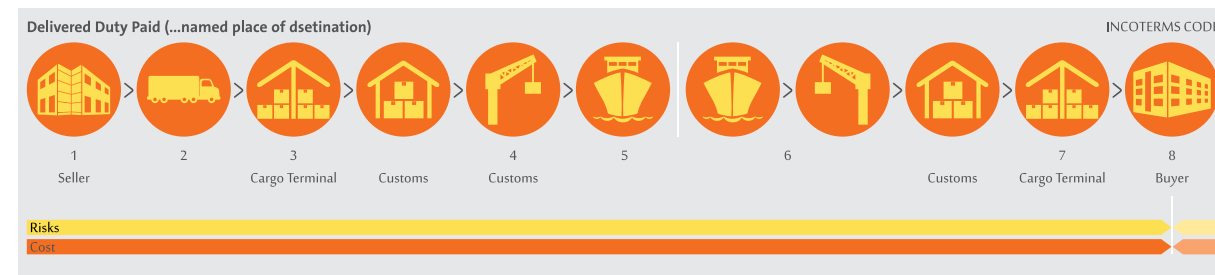 Delivered Duty Paid (...named place of dsetination)
INCOTERMS CODE
1 2 3 4 5 6 7 8
Seller Cargo Terminal Customs Customs Customs Cargo Terminal Buyer
Risks
Cost